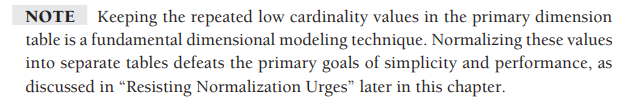 NOTE Keeping the repeated low cardinality values in the primary dimension
table is a fundamental dimensional modeling technique. Normalizing these values
into separate tables defeats the primary goals of simplicity and performance, as
discussed in “Resisting Normalization Urges” later in this chapter.